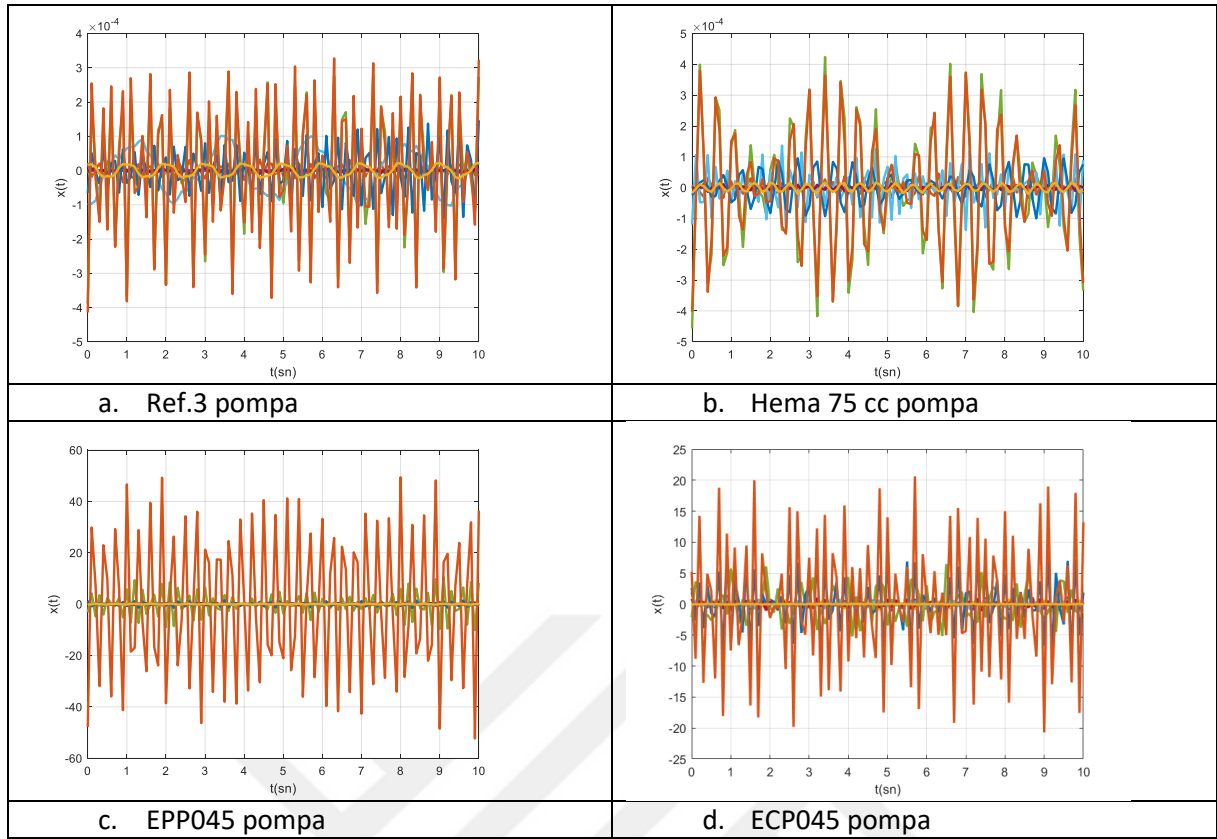 ×10⁻⁴
5
4
3
2
1
0
-1
-2
-3
-4
-5
x(t)
0 1 2 3 4 5 6 7 8 9 10
t(sn)
a. Ref.3 pompa
×10⁻⁴
5
4
3
2
1
0
-1
-2
-3
-4
-5
x(t)
0 1 2 3 4 5 6 7 8 9 10
t(sn)
b. Hema 75 cc pompa
60
40
20
0
-20
-40
-60
x(t)
0 1 2 3 4 5 6 7 8 9 10
t(sn)
c. EPP045 pompa
25
20
15
10
5
0
-5
-10
-15
-20
-25
x(t)
0 1 2 3 4 5 6 7 8 9 10
t(sn)
d. ECP045 pompa